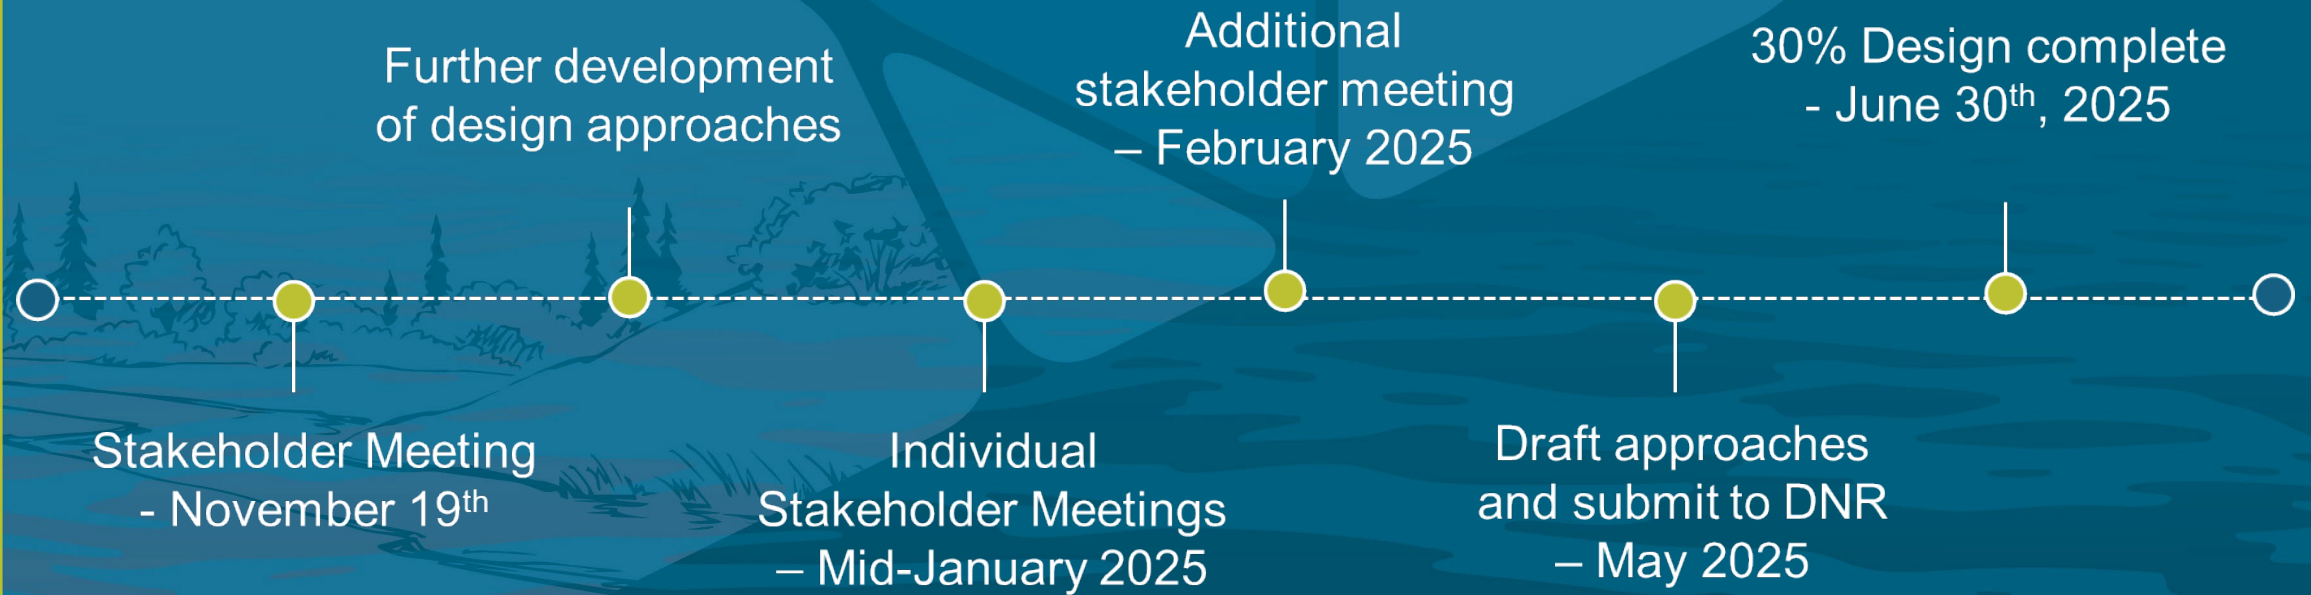 Stakeholder Meeting
- November 19th
Further development
of design approaches
Individual
Stakeholder Meetings
– Mid-January 2025
Additional
stakeholder meeting
– February 2025
Draft approaches
and submit to DNR
– May 2025
30% Design complete
- June 30th, 2025